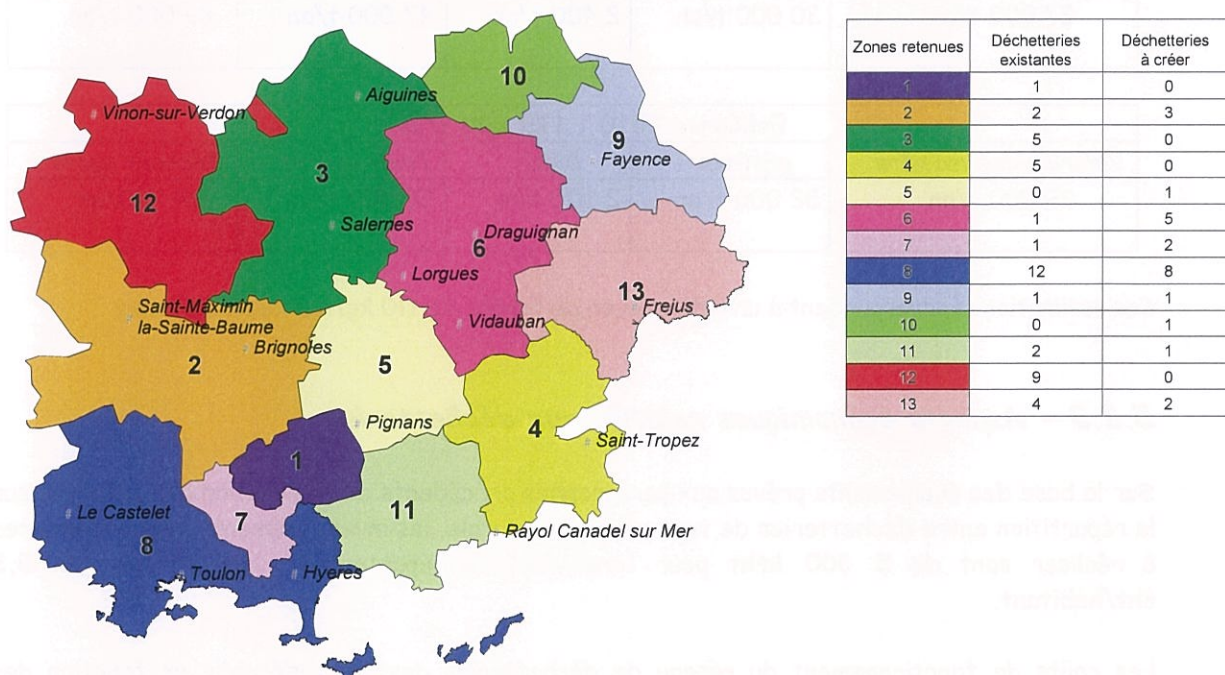 10
Aiguines
Vinon-sur-Verdon
9
Fayence
3
12
Salernes
Draguignan
6
Lorgues
13
Frejus
Saint-Maximin
la-Sainte-Baume
Vidauban
Brignoles
2
5
Pignans
4
Saint-Tropez
1
Le Castelet
7
11
Rayol Canadel sur Mer
8
Toulon
Hyeres
Zones retenues Déchetteries existantes Déchetteries à créer
1 1 0
2 2 3
3 5 0
4 5 0
5 0 1
6 1 5
7 1 2
8 12 8
9 1 1
10 0 1
11 2 1
12 9 0
13 4 2